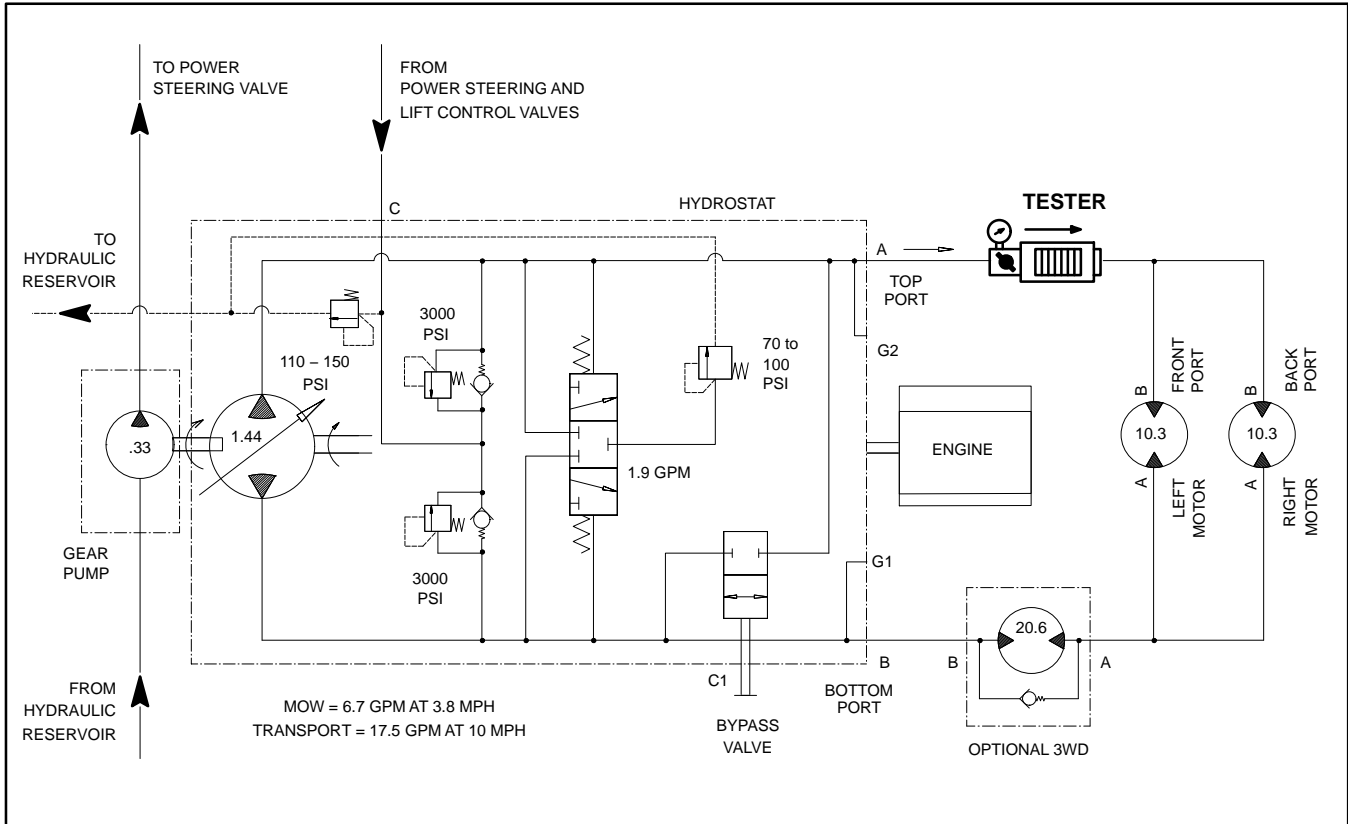 TO POWER
STEERING VALVE
FROM
POWER STEERING AND
LIFT CONTROL VALVES
C
HYDROSTAT
TESTER
TO
HYDRAULIC
RESERVOIR
A
TOP
PORT
3000
PSI
70 to
100
PSI
G2
110 – 150
PSI
B
FRONT
PORT
B
BACK
PORT
.33
1.44
ENGINE
10.3
10.3
1.9 GPM
A
LEFT
MOTOR
A
RIGHT
MOTOR
GEAR
PUMP
3000
PSI
G1
20.6
B
B
A
C1
BOTTOM
PORT
FROM
HYDRAULIC
RESERVOIR
MOW = 6.7 GPM AT 3.8 MPH
TRANSPORT = 17.5 GPM AT 10 MPH
BYPASS
VALVE
OPTIONAL 3WD